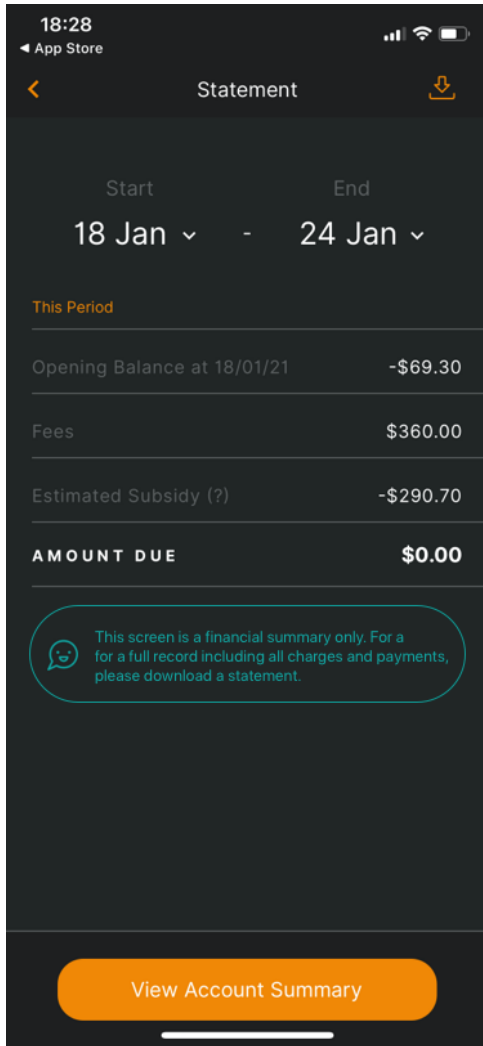 18:28
◀ App Store
Statement
Start End
18 Jan - 24 Jan
This Period
Opening Balance at 18/01/21 -$69.30
Fees $360.00
Estimated Subsidy (?) -$290.70
AMOUNT DUE $0.00
This screen is a financial summary only. For a
for a full record including all charges and payments,
please download a statement.
View Account Summary